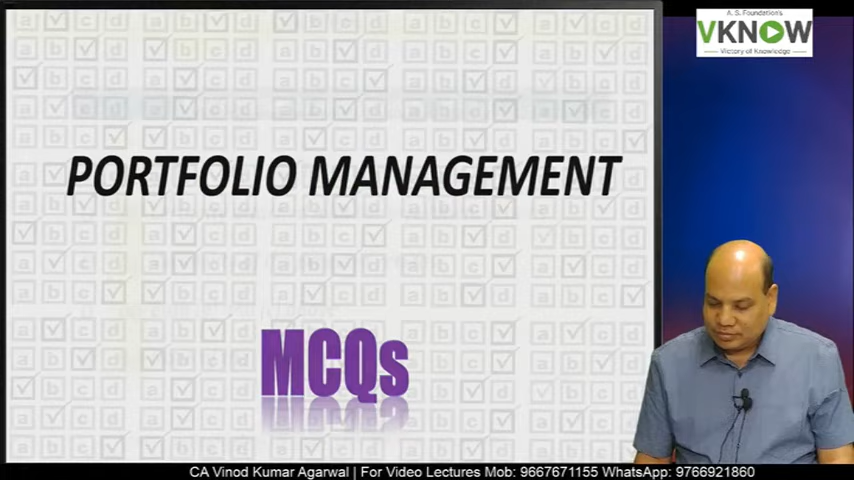 A. S. Foundation's
VKNOW
Victory of Knowledge
PORTFOLIO MANAGEMENT
MCQs
CA Vinod Kumar Agarwal | For Video Lectures Mob: 9667671155 WhatsApp: 9766921860